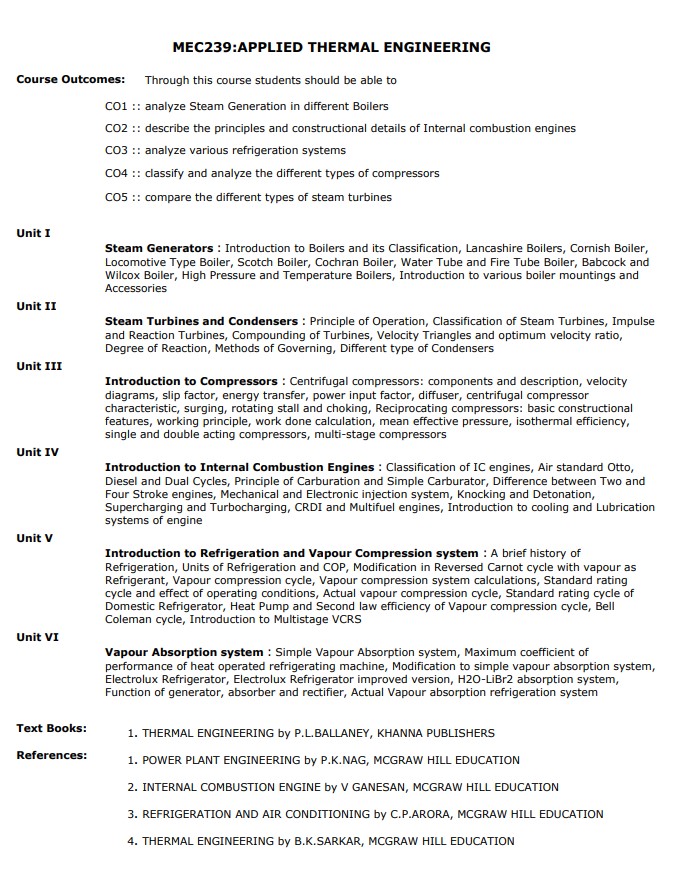 MEC239:APPLIED THERMAL ENGINEERING
Course Outcomes: Through this course students should be able to
CO1 :: analyze Steam Generation in different Boilers
CO2 :: describe the principles and constructional details of Internal combustion engines
CO3 :: analyze various refrigeration systems
CO4 :: classify and analyze the different types of compressors
CO5 :: compare the different types of steam turbines
Unit I
Steam Generators : Introduction to Boilers and its Classification, Lancashire Boilers, Cornish Boiler,
Locomotive Type Boiler, Scotch Boiler, Cochran Boiler, Water Tube and Fire Tube Boiler, Babcock and
Wilcox Boiler, High Pressure and Temperature Boilers, Introduction to various boiler mountings and
Accessories
Unit II
Steam Turbines and Condensers : Principle of Operation, Classification of Steam Turbines, Impulse
and Reaction Turbines, Compounding of Turbines, Velocity Triangles and optimum velocity ratio,
Degree of Reaction, Methods of Governing, Different type of Condensers
Unit III
Introduction to Compressors : Centrifugal compressors: components and description, velocity
diagrams, slip factor, energy transfer, power input factor, diffuser, centrifugal compressor
characteristic, surging, rotating stall and choking, Reciprocating compressors: basic constructional
features, working principle, work done calculation, mean effective pressure, isothermal efficiency,
single and double acting compressors, multi-stage compressors
Unit IV
Introduction to Internal Combustion Engines : Classification of IC engines, Air standard Otto,
Diesel and Dual Cycles, Principle of Carburation and Simple Carburator, Difference between Two and
Four Stroke engines, Mechanical and Electronic injection system, Knocking and Detonation,
Supercharging and Turbocharging, CRDI and Multifuel engines, Introduction to cooling and Lubrication
systems of engine
Unit V
Introduction to Refrigeration and Vapour Compression system : A brief history of
Refrigeration, Units of Refrigeration and COP, Modification in Reversed Carnot cycle with vapour as
Refrigerant, Vapour compression cycle, Vapour compression system calculations, Standard rating
cycle and effect of operating conditions, Actual vapour compression cycle, Standard rating cycle of
Domestic Refrigerator, Heat Pump and Second law efficiency of Vapour compression cycle, Bell
Coleman cycle, Introduction to Multistage VCRS
Unit VI
Vapour Absorption system : Simple Vapour Absorption system, Maximum coefficient of
performance of heat operated refrigerating machine, Modification to simple vapour absorption system,
Electrolux Refrigerator, Electrolux Refrigerator improved version, H2O-LiBr2 absorption system,
Function of generator, absorber and rectifier, Actual Vapour absorption refrigeration system
Text Books: 1. THERMAL ENGINEERING by P.L.BALLANEY, KHANNA PUBLISHERS
References: 1. POWER PLANT ENGINEERING by P.K.NAG, MCGRAW HILL EDUCATION
2. INTERNAL COMBUSTION ENGINE by V GANESAN, MCGRAW HILL EDUCATION
3. REFRIGERATION AND AIR CONDITIONING by C.P.ARORA, MCGRAW HILL EDUCATION
4. THERMAL ENGINEERING by B.K.SARKAR, MCGRAW HILL EDUCATION